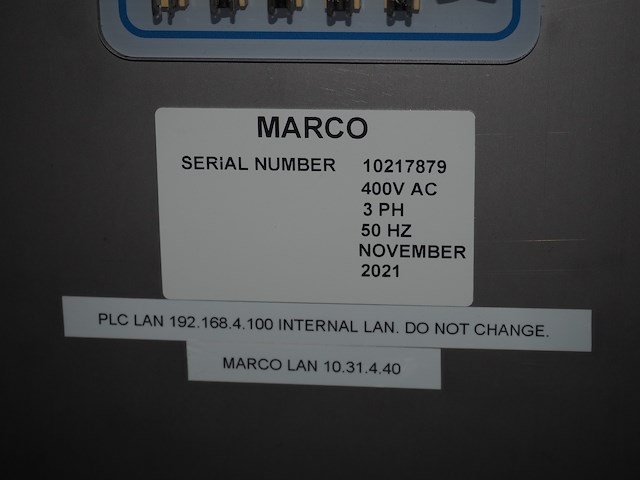 MARCO
SERIAL NUMBER 10217879
400V AC
3 PH
50 HZ
NOVEMBER
2021
PLC LAN 192.168.4.100 INTERNAL LAN. DO NOT CHANGE.
MARCO LAN 10.31.4.40